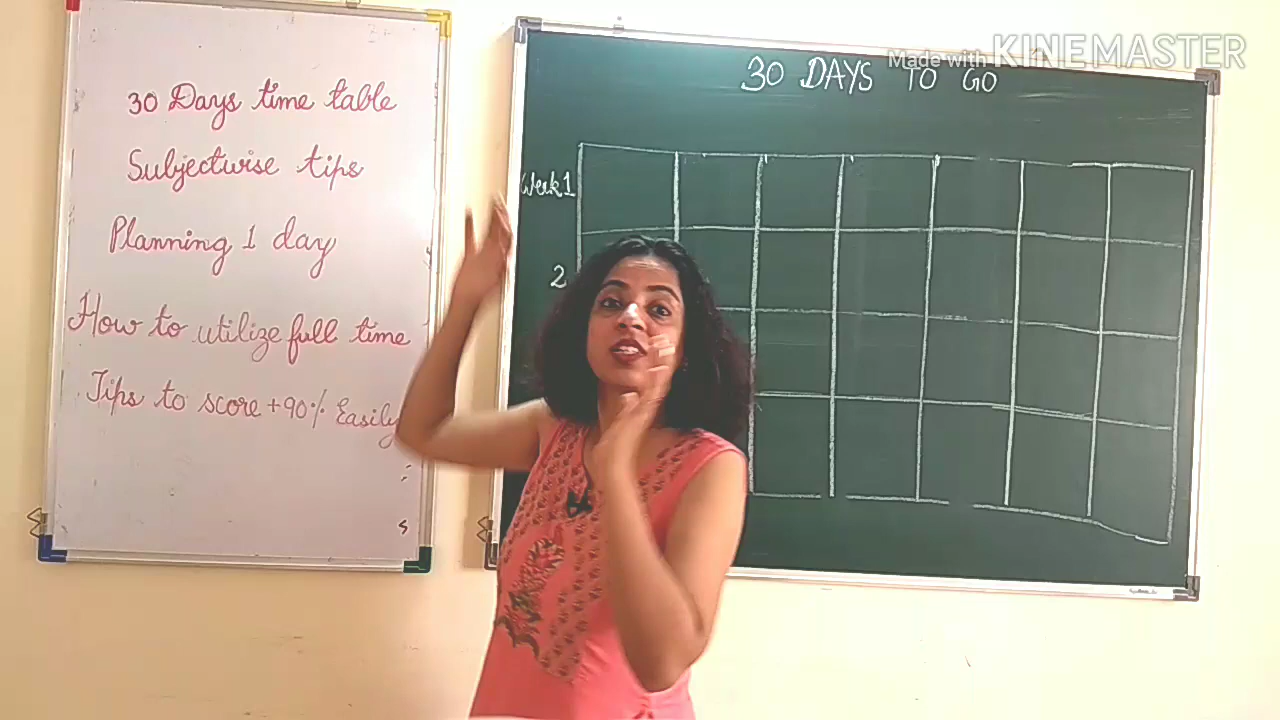 30 Days time table
Subjectwise tips
Planning 1 day
How to utilize full time
Tips to score +90% Easily
Made with KINEMASTER
30 DAYS TO GO
Week 1
2